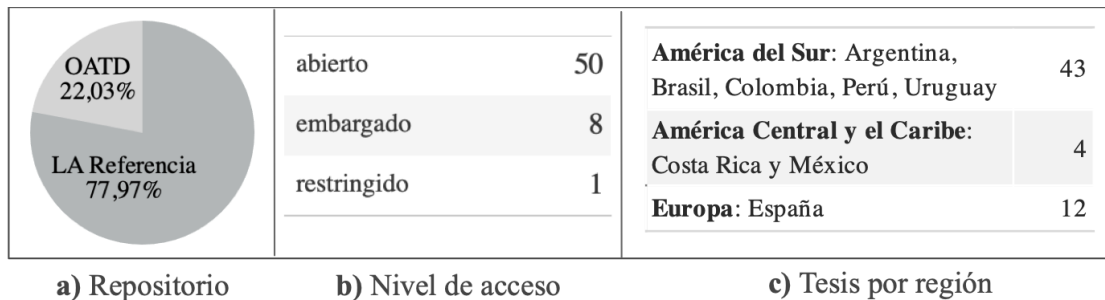 OATD
22,03%
LA Referencia
77,97%
abierto 50
embargado 8
restringido 1
América del Sur: Argentina,
Brasil, Colombia, Perú, Uruguay 43
América Central y el Caribe:
Costa Rica y México 4
Europa: España 12
a) Repositorio
b) Nivel de acceso
c) Tesis por región